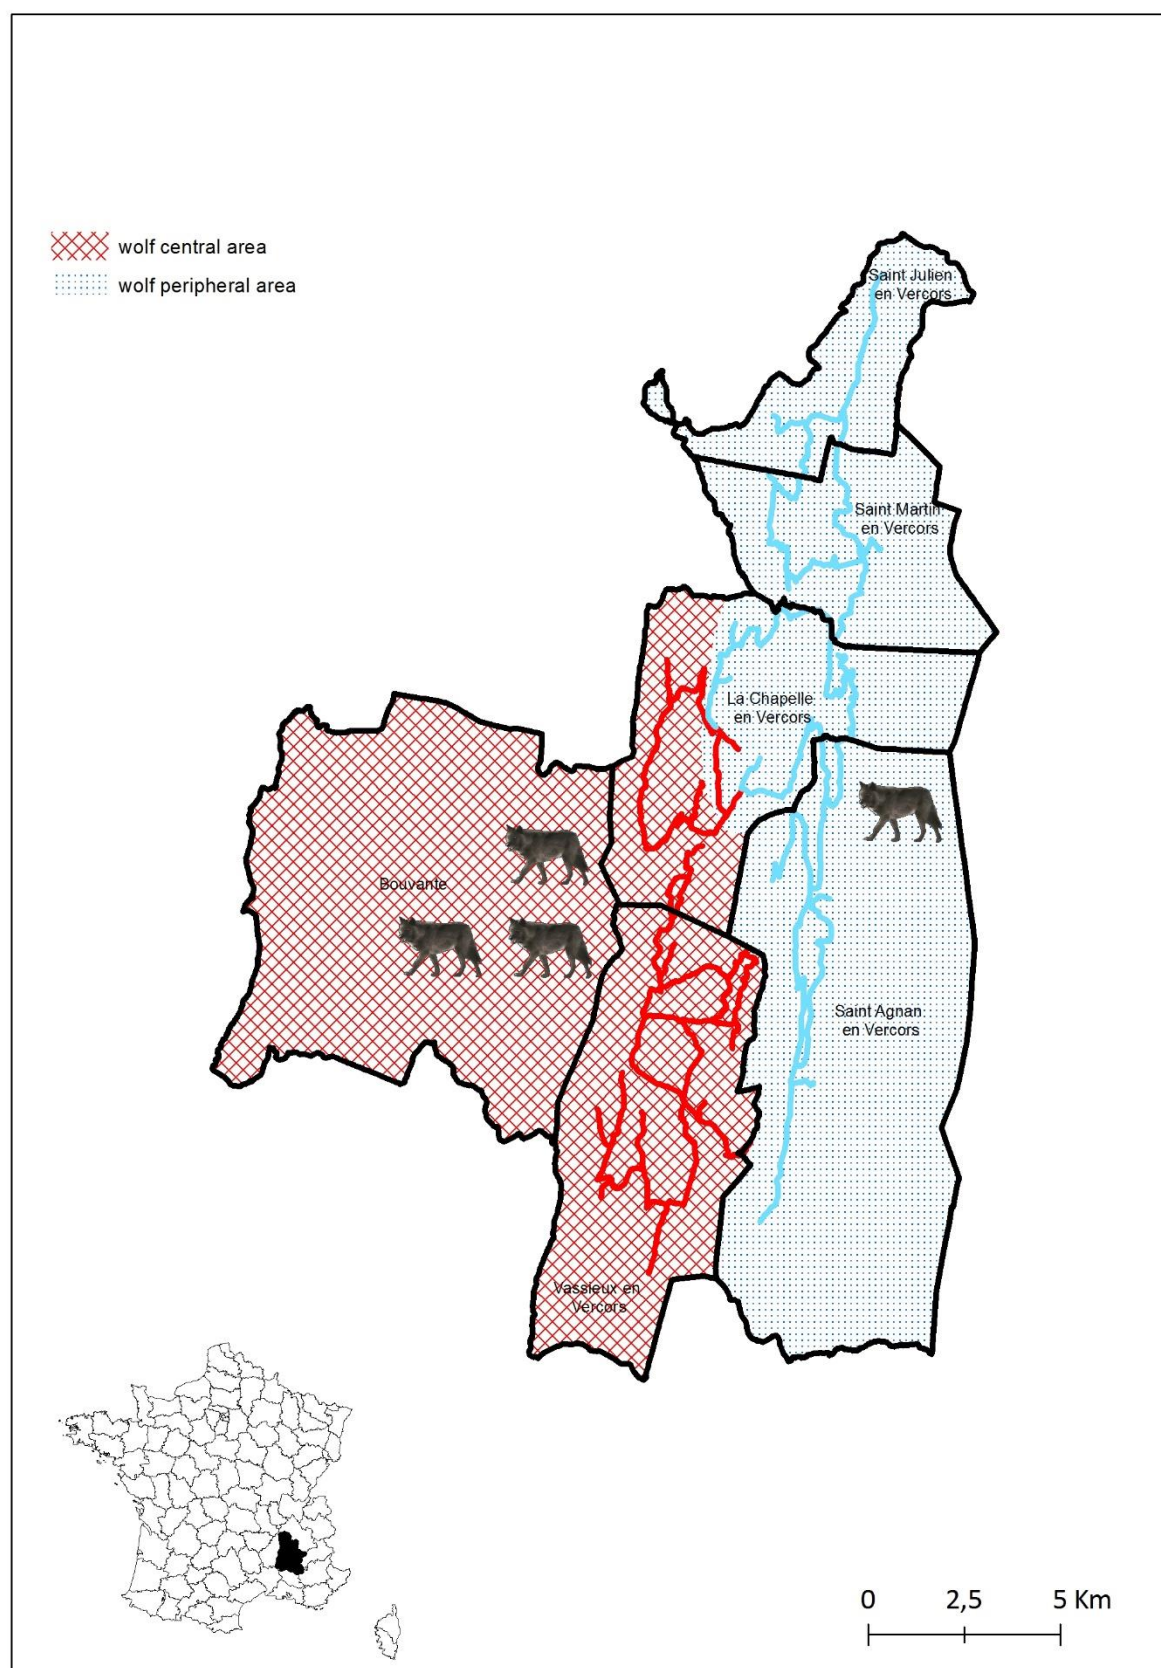 wolf central area
wolf peripheral area
Saint Julien
en Vercors
Saint Martin
en Vercors
La Chapelle
en Vercors
Bouvante
Saint Agnan
en Vercors
Vassieux en
Vercors
0 2,5 5 Km